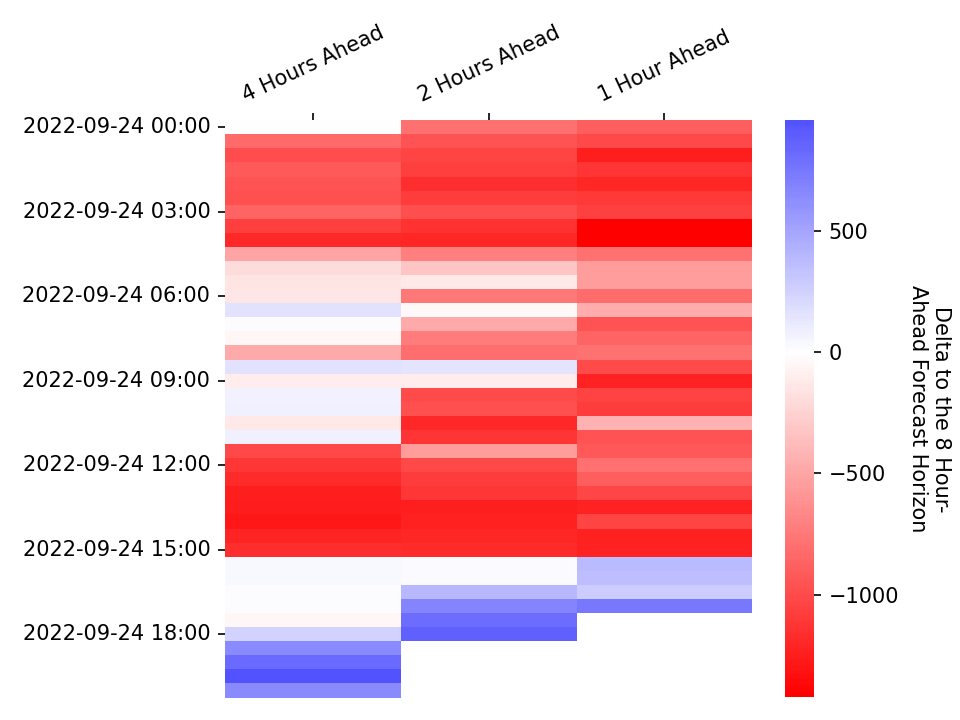 4 Hours Ahead
2 Hours Ahead
1 Hour Ahead
2022-09-24 00:00
2022-09-24 03:00
2022-09-24 06:00
2022-09-24 09:00
2022-09-24 12:00
2022-09-24 15:00
2022-09-24 18:00
500
0
−500
−1000
Delta to the 8 Hour-
Ahead Forecast Horizon